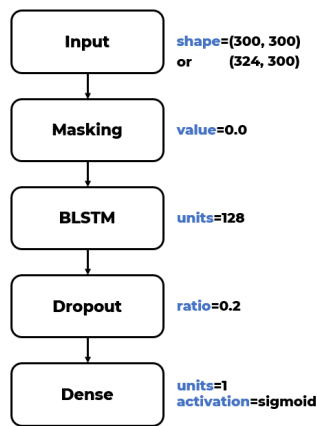 Input
shape=(300, 300)
or (324, 300)
Masking
value=0.0
BLSTM
units=128
Dropout
ratio=0.2
Dense
units=1
activation=sigmoid